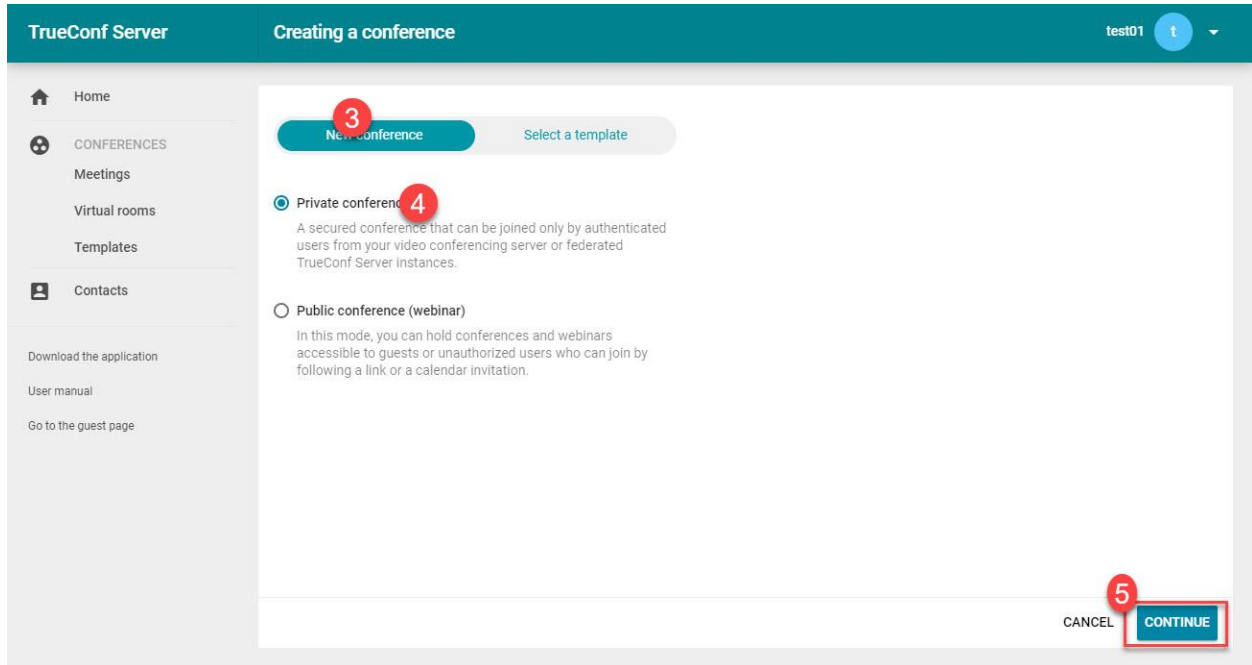 TrueConf Server
Creating a conference
test01
t
Home
CONFERENCES
Meetings
Virtual rooms
Templates
Contacts
Download the application
User manual
Go to the guest page
3
New conference
Select a template
Private conference
4
A secured conference that can be joined only by authenticated
users from your video conferencing server or federated
TrueConf Server instances.
Public conference (webinar)
In this mode, you can hold conferences and webinars
accessible to guests or unauthorized users who can join by
following a link or a calendar invitation.
5
CANCEL
CONTINUE